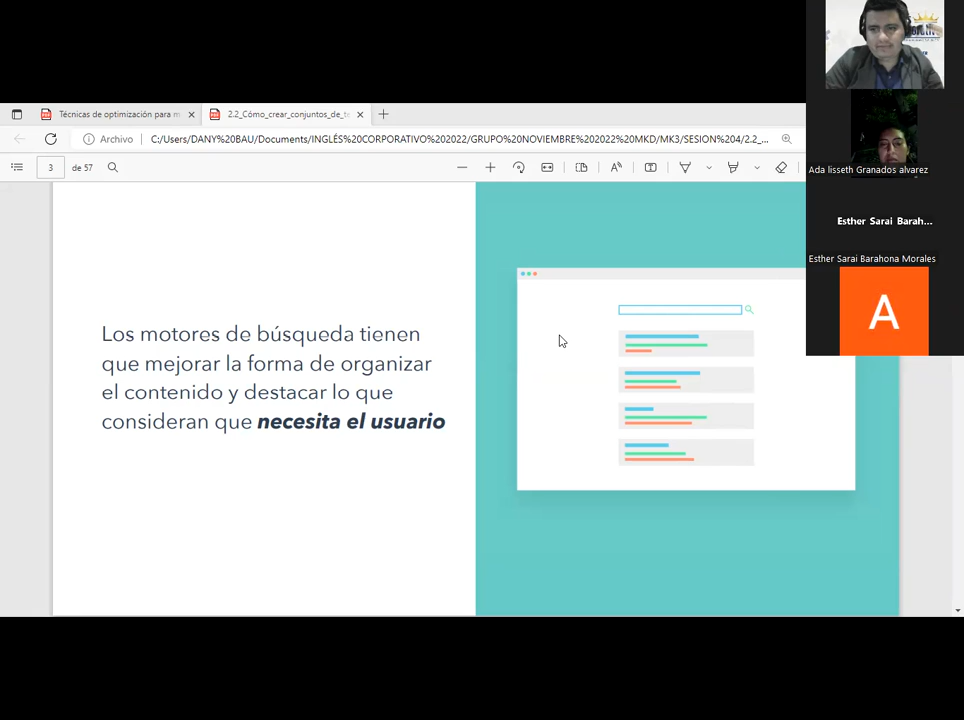 Técnicas de optimización para m
2.2_Cómo_crear_conjuntos_de_t
Archivo
C:/Users/DANY%20BAU/Documents/INGLÉS%20CORPORATIVO%202022/GRUPO%20NOVIEMBRE%202022%20MKD/MK3/SESION%204/2.2_...
3
de 57
Los motores de búsqueda tienen
que mejorar la forma de organizar
el contenido y destacar lo que
consideran que necesita el usuario
Ada lisseth Granados alvarez
Esther Sarai Barah...
Esther Sarai Barahona Morales
A